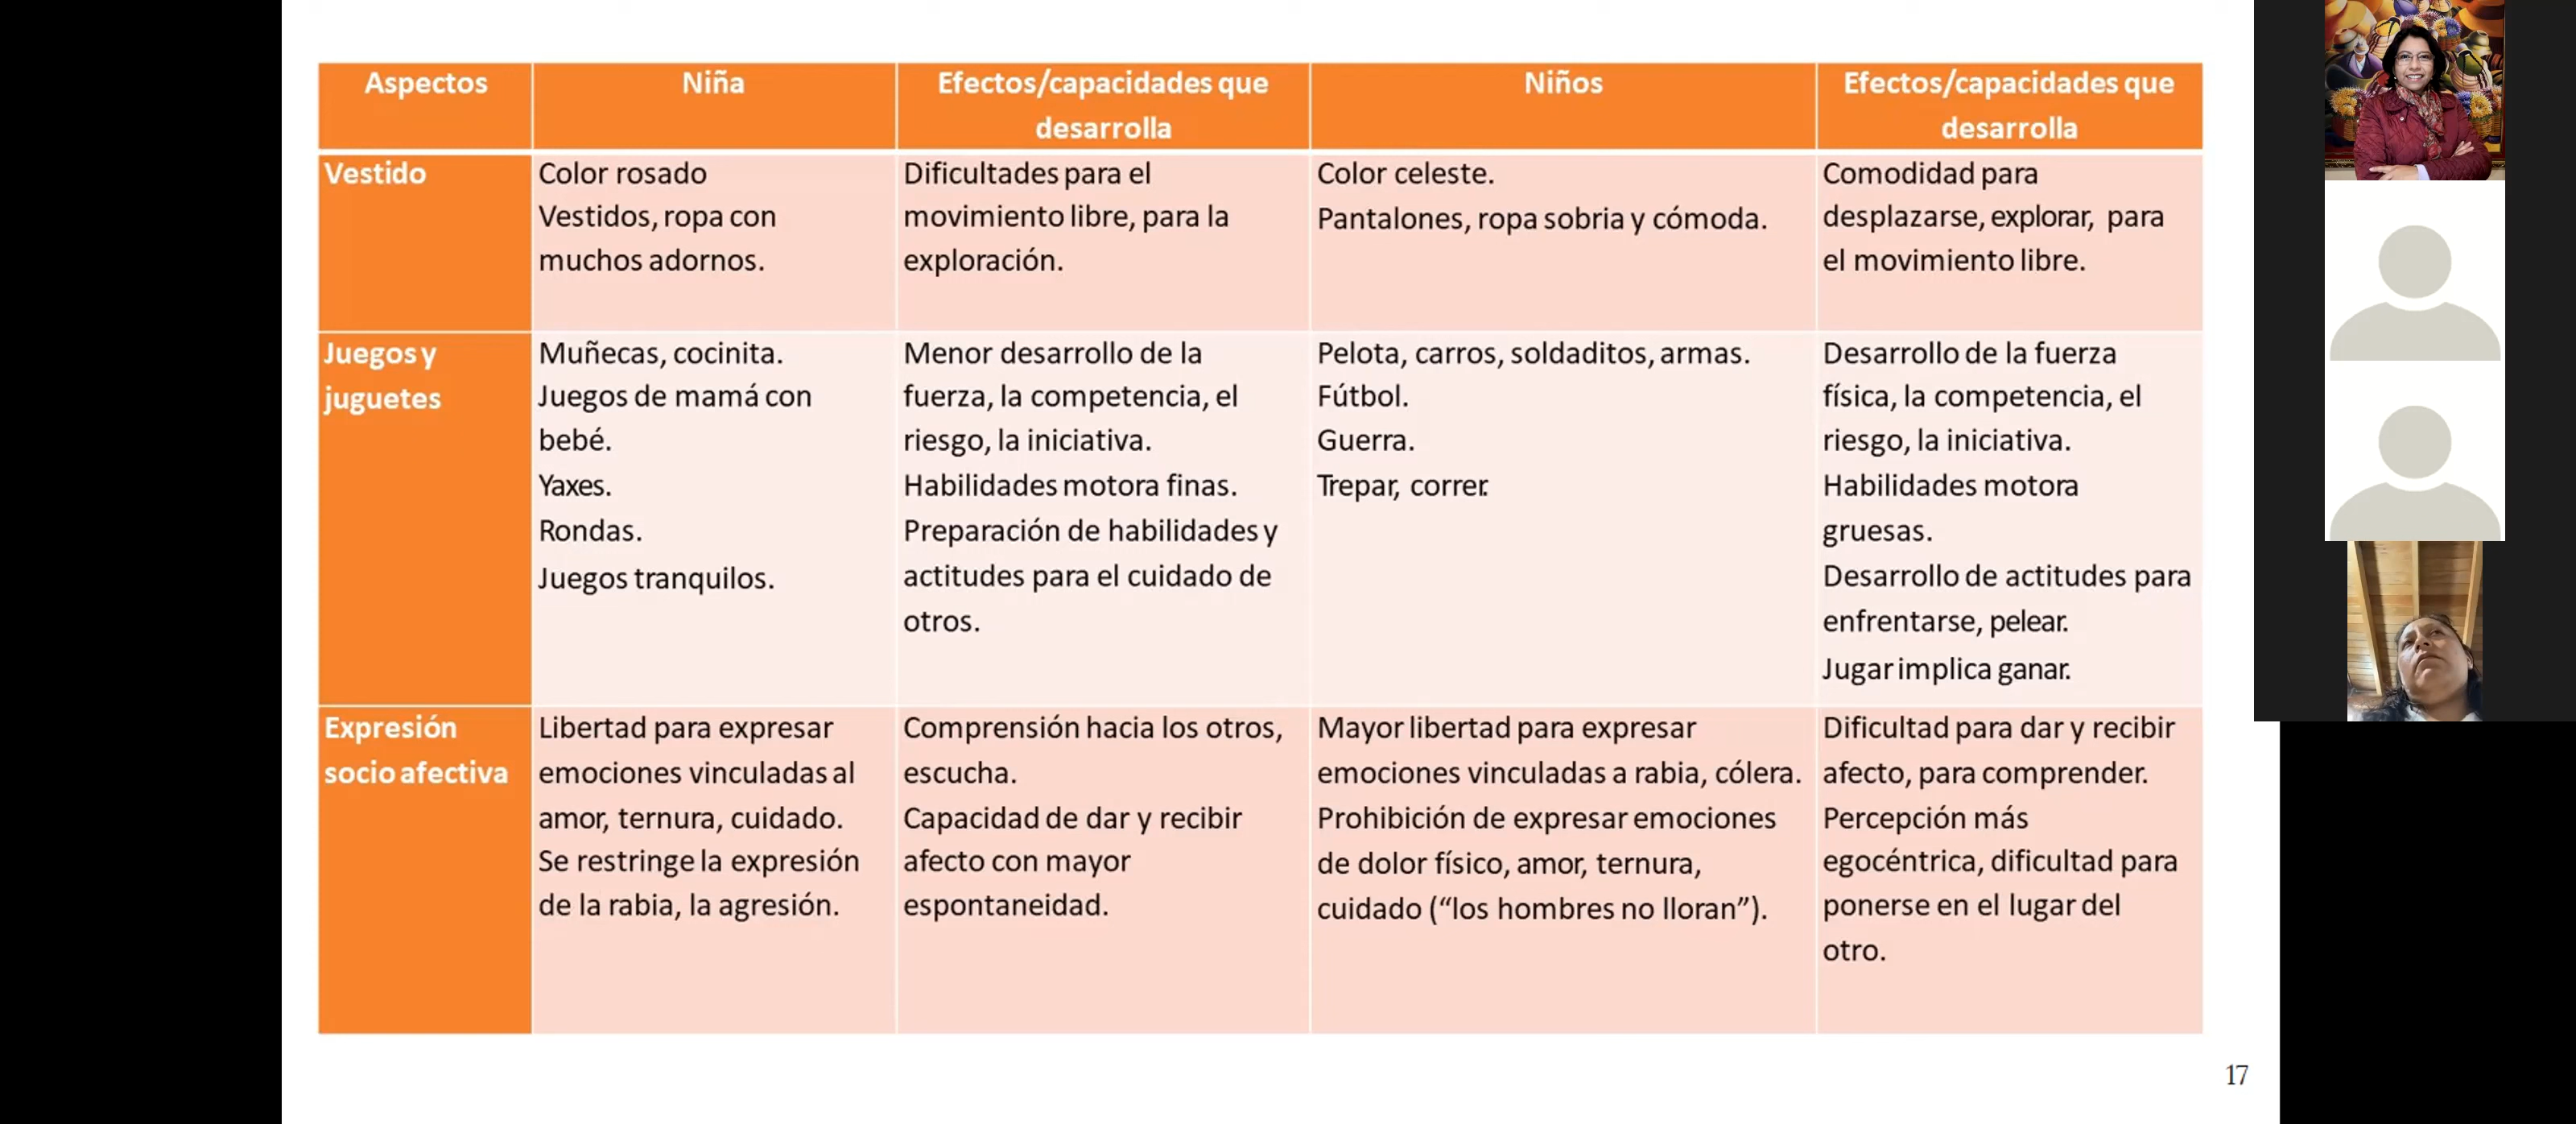 Aspectos
Niña
Efectos/capacidades que
desarrolla
Niños
Efectos/capacidades que
desarrolla
Vestido
Color rosado
Vestidos, ropa con
muchos adornos.
Dificultades para el
movimiento libre, para la
exploración.
Color celeste.
Pantalones, ropa sobria y cómoda.
Comodidad para
desplazarse, explorar, para
el movimiento libre.
Juegos y
juguetes
Muñecas, cocinita.
Juegos de mamá con
bebé.
Yaxes.
Rondas.
Juegos tranquilos.
Menor desarrollo de la
fuerza, la competencia, el
riesgo, la iniciativa.
Habilidades motora finas.
Preparación de habilidades y
actitudes para el cuidado de
otros.
Pelota, carros, soldaditos, armas.
Fútbol.
Guerra.
Trepar, correr.
Desarrollo de la fuerza
física, la competencia, el
riesgo, la iniciativa.
Habilidades motora
gruesas.
Desarrollo de actitudes para
enfrentarse, pelear.
Jugar implica ganar.
Expresión
socio afectiva
Libertad para expresar
emociones vinculadas al
amor, ternura, cuidado.
Se restringe la expresión
de la rabia, la agresión.
Comprensión hacia los otros,
escucha.
Capacidad de dar y recibir
afecto con mayor
espontaneidad.
Mayor libertad para expresar
emociones vinculadas a rabia, cólera.
Prohibición de expresar emociones
de dolor físico, amor, ternura,
cuidado (“los hombres no lloran”).
Dificultad para dar y recibir
afecto, para comprender.
Percepción más
egocéntrica, dificultad para
ponerse en el lugar del
otro.
17